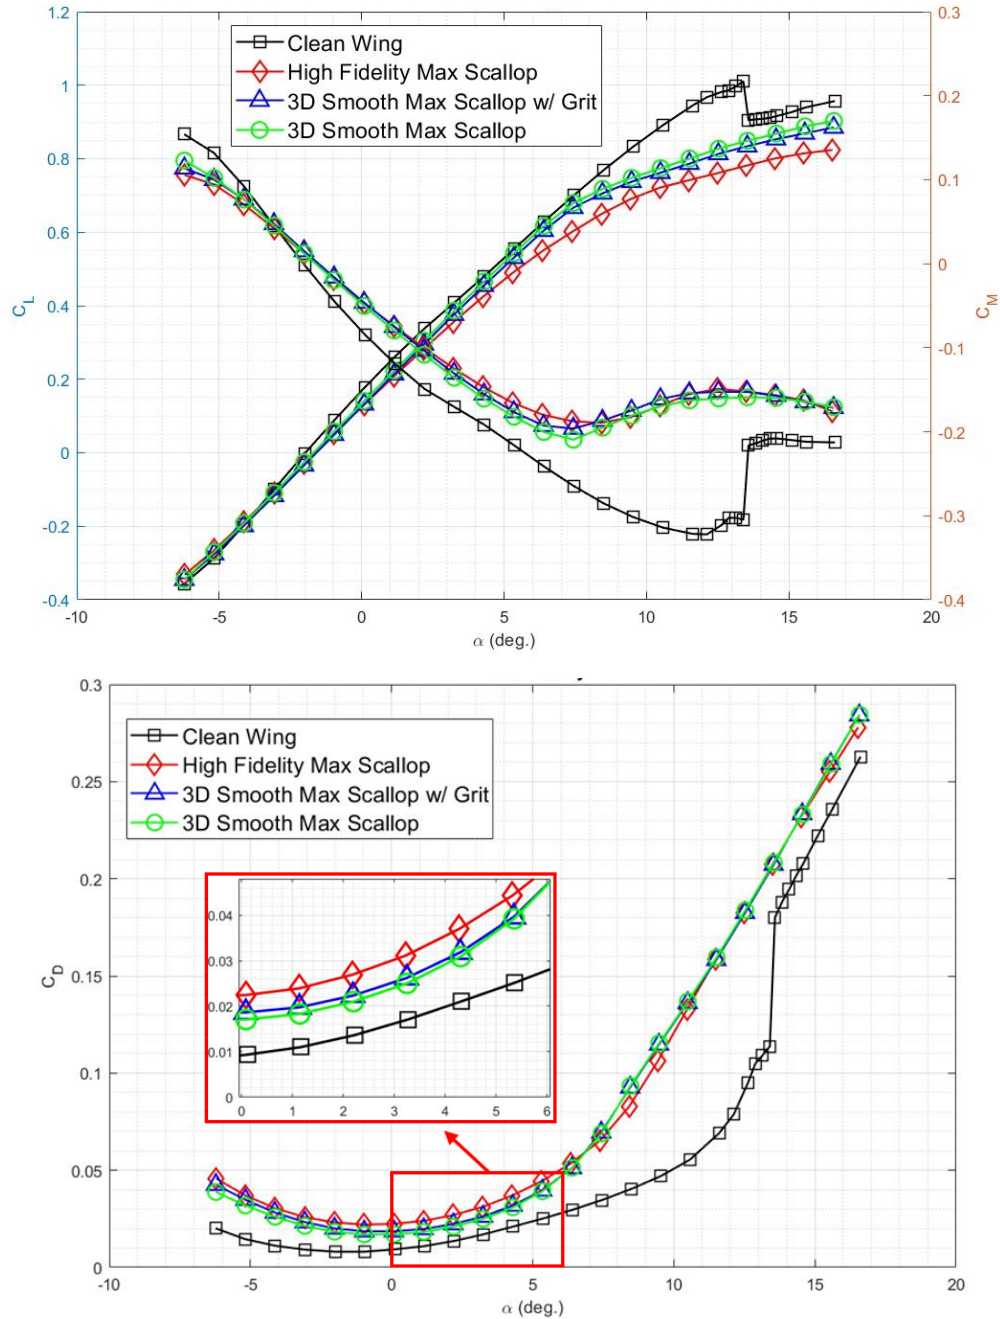 1.2
1
0.8
0.6
0.4
0.2
0
-0.2
-0.4
C_L
0.3
0.2
0.1
0
-0.1
-0.2
-0.3
-0.4
C_M
Clean Wing
High Fidelity Max Scallop
3D Smooth Max Scallop w/ Grit
3D Smooth Max Scallop
-10 -5 0 5 10 15 20
α (deg.)
0.3
0.25
0.2
0.15
0.1
0.05
0
C_D
Clean Wing
High Fidelity Max Scallop
3D Smooth Max Scallop w/ Grit
3D Smooth Max Scallop
0.04
0.03
0.02
0.01
0
0 1 2 3 4 5 6
-10 -5 0 5 10 15 20
α (deg.)